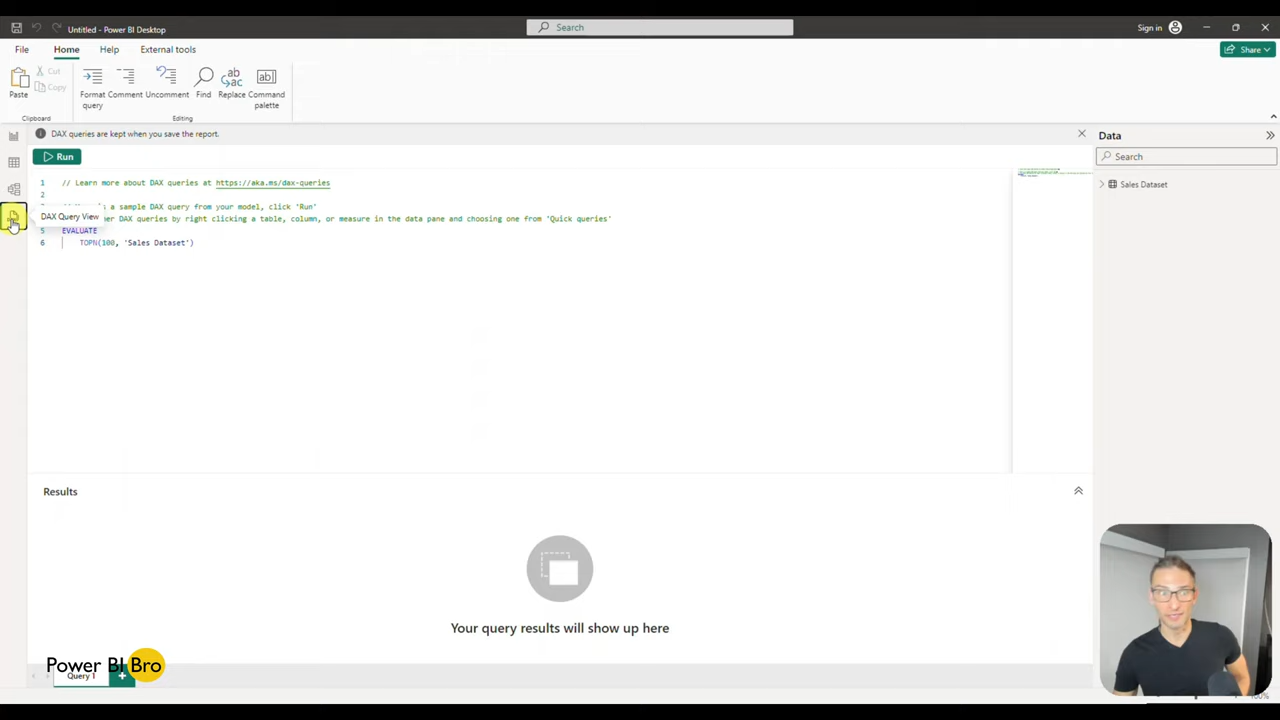 Untitled - Power BI Desktop
Search
Sign in
File
Home
Help
External tools
Share
Paste
Cut
Copy
Format query
Comment
Uncomment
Find
Replace
Command palette
Clipboard
Editing
DAX queries are kept when you save the report.
Data
Run
Search
Sales Dataset
1 // Learn more about DAX queries at https://aka.ms/dax-queries
2
is a sample DAX query from your model, click 'Run'
DAX Query View
DAX queries by right clicking a table, column, or measure in the data pane and choosing one from 'Quick queries'
5 EVALUATE
6 TOPN(100, 'Sales Dataset')
Results
Your query results will show up here
Power BI Bro
Query 1